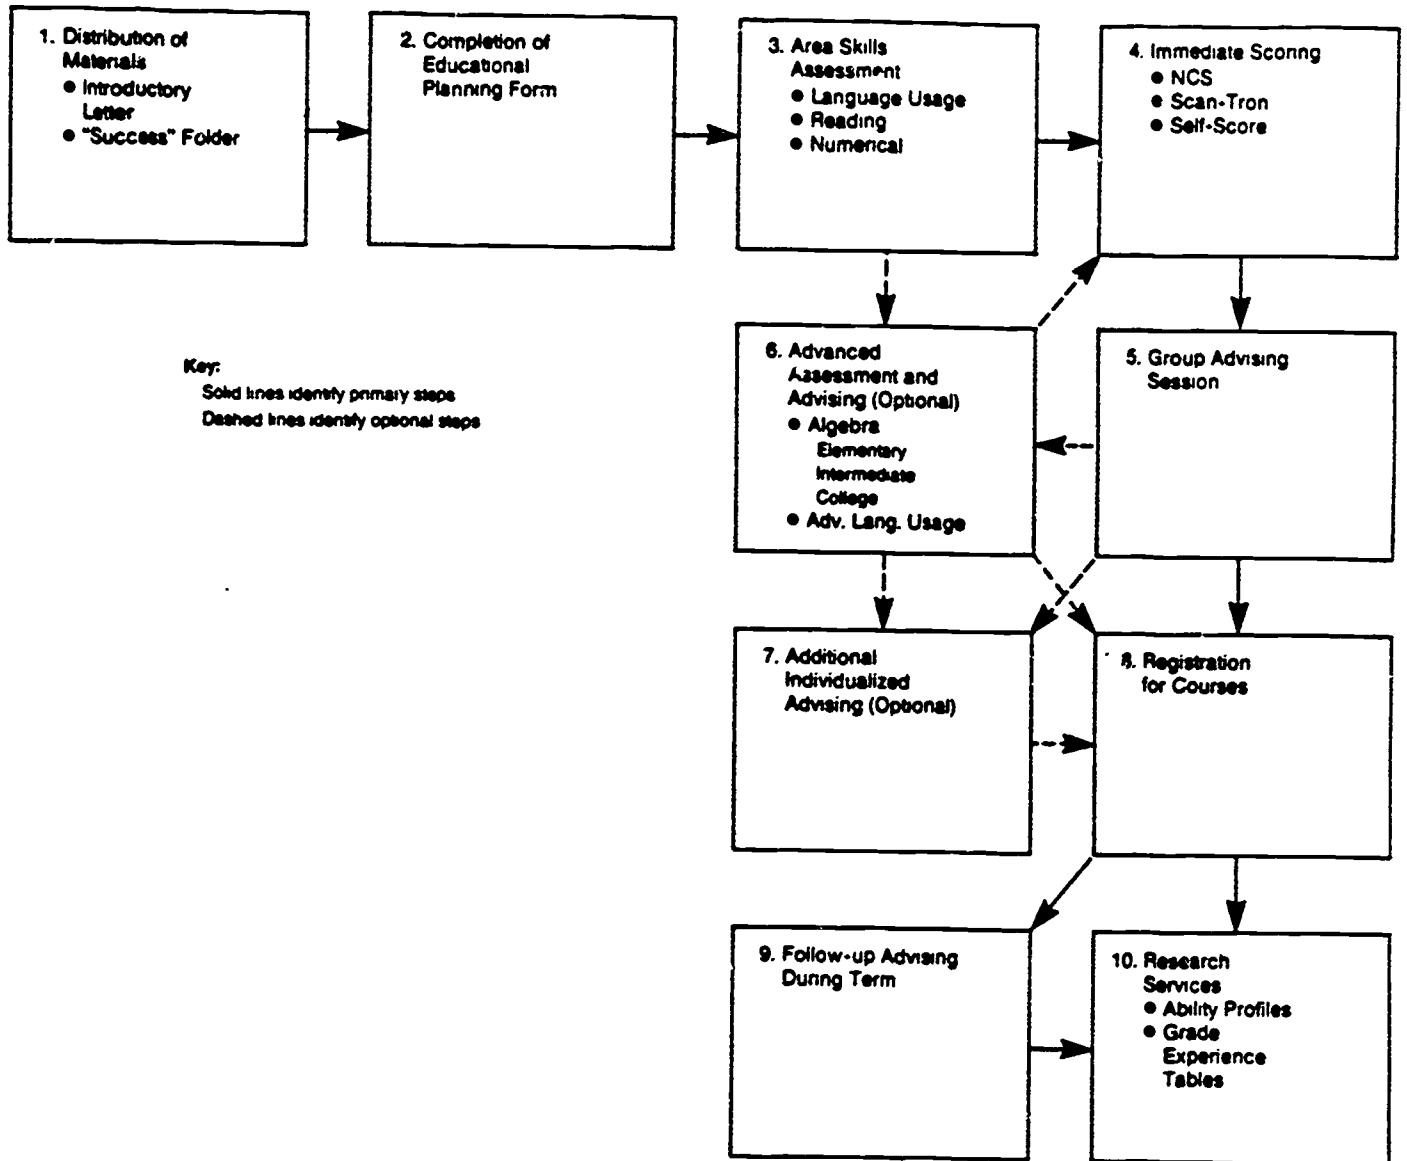 1. Distribution of
Materials
● Introductory
Letter
● "Success" Folder
2. Completion of
Educational
Planning Form
3. Area Skills
Assessment
● Language Usage
● Reading
● Numerical
4. Immediate Scoring
● NCS
● Scan-Tron
● Self-Score
Key:
Solid lines identify primary steps
Dashed lines identify optional steps
6. Advanced
Assessment and
Advising (Optional)
● Algebra
Elementary
Intermediate
College
● Adv. Lang. Usage
5. Group Advising
Session
7. Additional
Individualized
Advising (Optional)
8. Registration
for Courses
9. Follow-up Advising
During Term
10. Research
Services
● Ability Profiles
● Grade
Experience
Tables